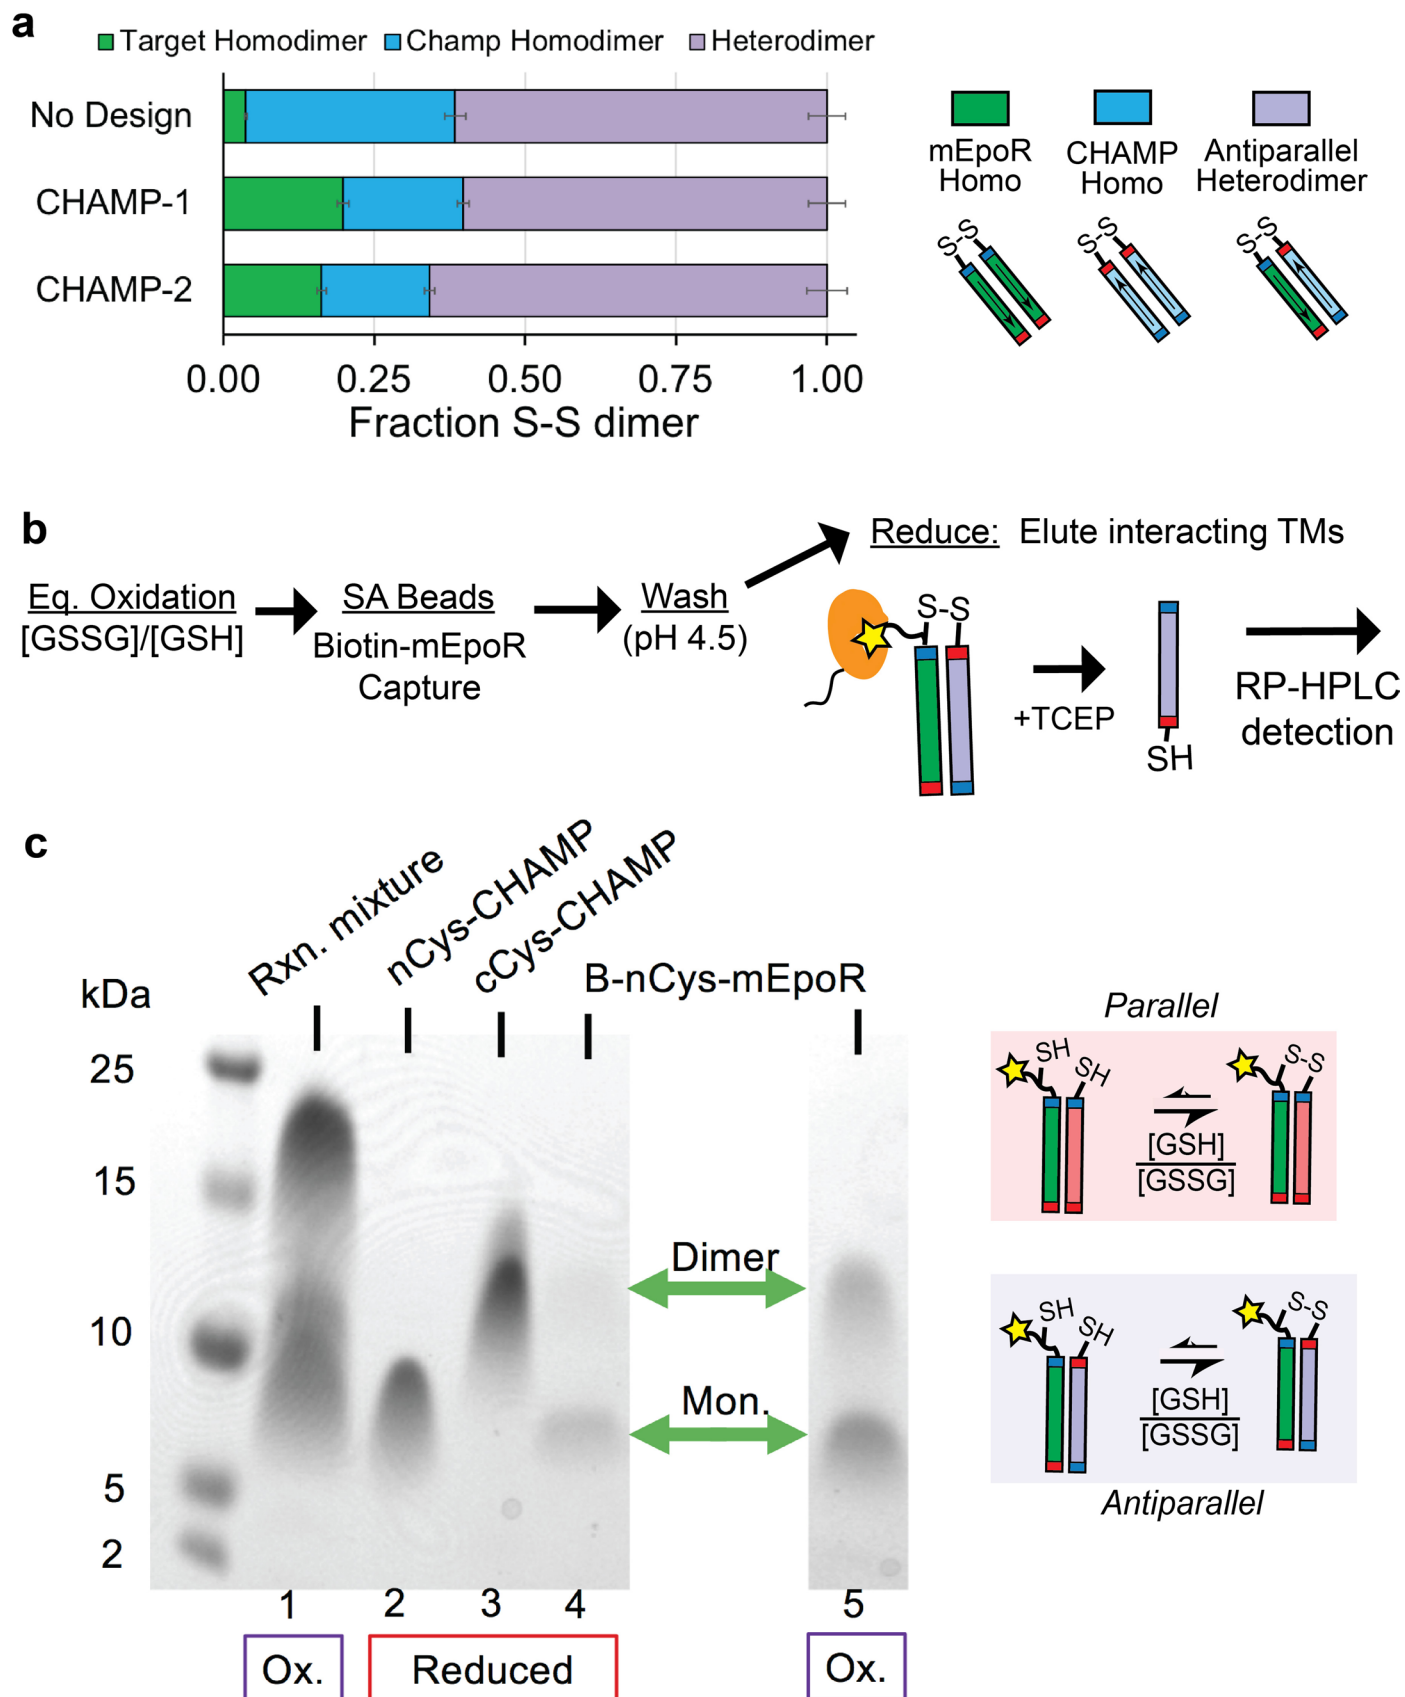 a
Target Homodimer Champ Homodimer Heterodimer
No Design
CHAMP-1
CHAMP-2
0.00 0.25 0.50 0.75 1.00
Fraction S-S dimer
mEpoR
Homo
CHAMP
Homo
Antiparallel
Heterodimer
S-S
S-S
S-S
b
Eq. Oxidation
[GSSG]/[GSH]
SA Beads
Biotin-mEpoR
Capture
Wash
(pH 4.5)
Reduce: Elute interacting TMs
S-S
+TCEP
SH
RP-HPLC
detection
c
Rxn. mixture
nCys-CHAMP
cCys-CHAMP
B-nCys-mEpoR
kDa
25
15
10
5
2
Dimer
Mon.
1 2 3 4 5
Ox. Reduced Ox.
Parallel
SH
SH
S-S
[GSH]
[GSSG]
SH
SH
S-S
[GSH]
[GSSG]
Antiparallel